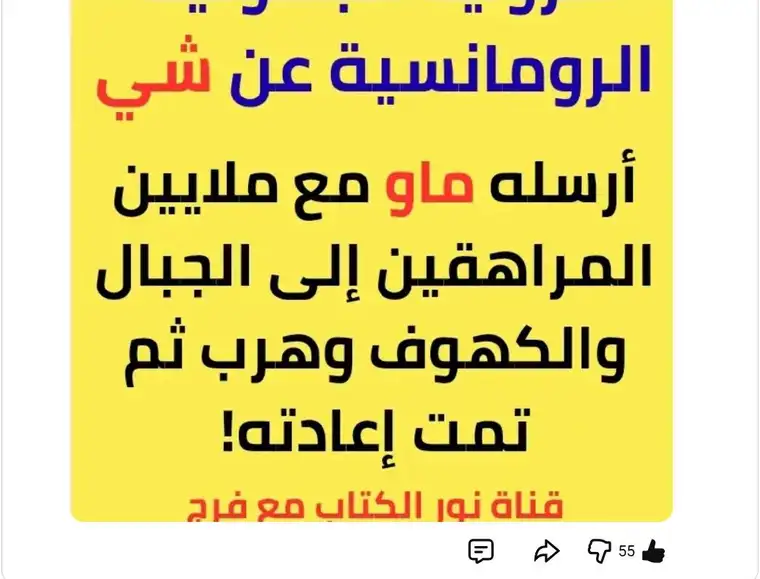 الرومانسية عن شي
أرسله ماو مع ملايين
المراهقين إلى الجبال
والكهوف وهرب ثم
تمت إعادته!
قناة نور الكتاب مع فرج
55